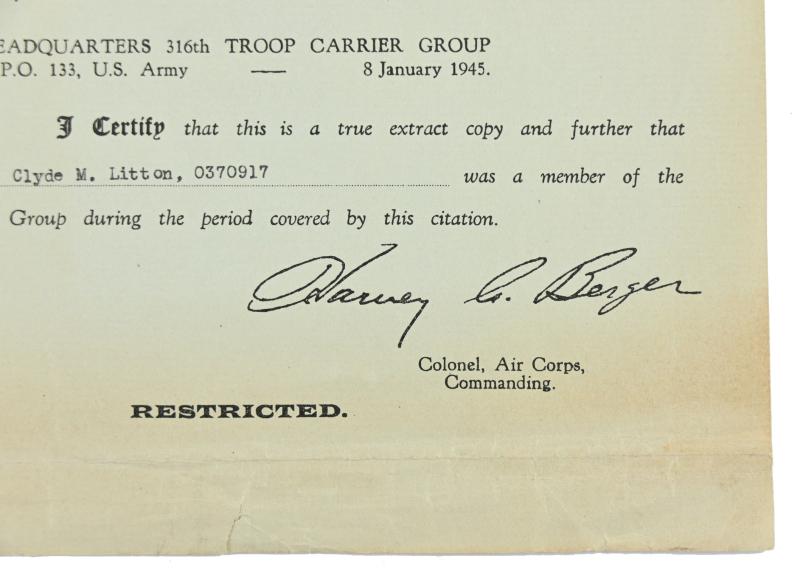 EADQUARTERS 316th TROOP CARRIER GROUP
P.O. 133, U.S. Army — 8 January 1945.
I Certify that this is a true extract copy and further that
Clyde M. Litton, 0370917 was a member of the
Group during the period covered by this citation.
Harvey A. Berger
Colonel, Air Corps,
Commanding.
RESTRICTED.